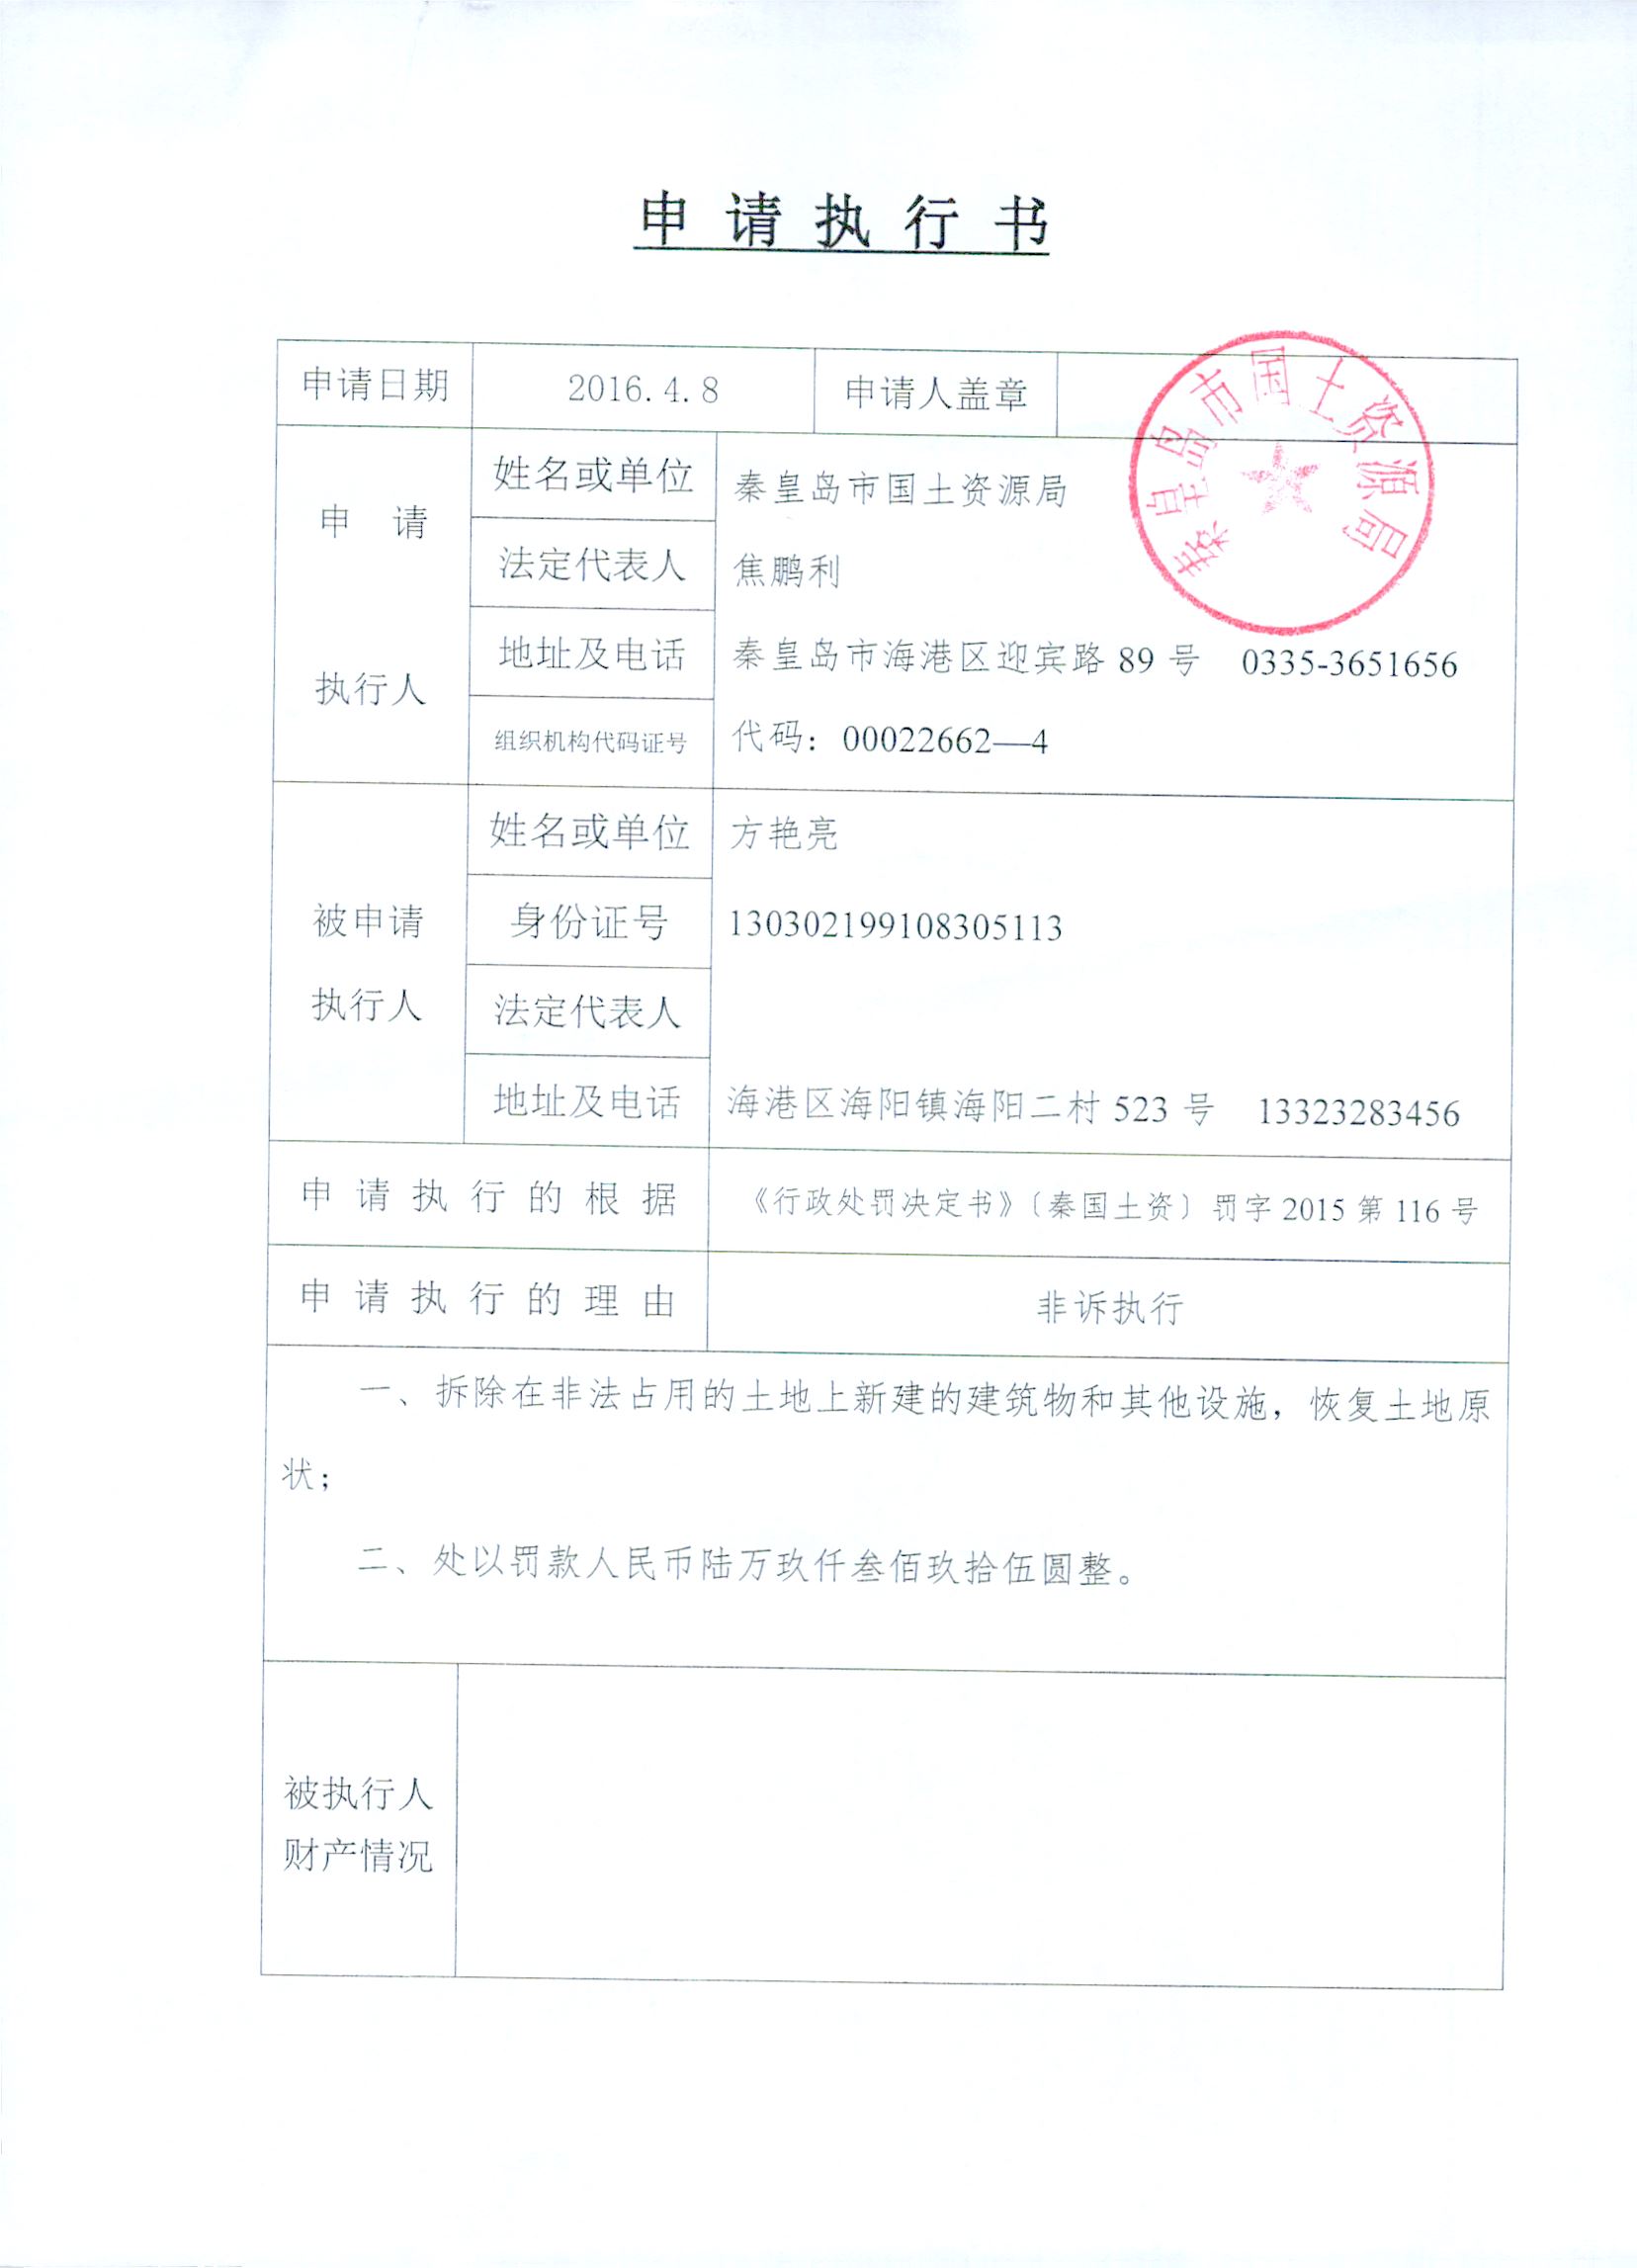 申请执行书
申请日期 2016.4.8 申请人盖章
秦皇岛市国土资源局
申 请
执行人
姓名或单位 秦皇岛市国土资源局
法定代表人 焦鹏利
地址及电话 秦皇岛市海港区迎宾路 89 号 0335-3651656
组织机构代码证号 代码：00022662—4
被申请
执行人
姓名或单位 方艳亮
身份证号 130302199108305113
法定代表人
地址及电话 海港区海阳镇海阳二村 523 号 13323283456
申请执行的根据 《行政处罚决定书》〔秦国土资〕罚字 2015 第 116 号
申请执行的理由 非诉执行
一、拆除在非法占用的土地上新建的建筑物和其他设施，恢复土地原
状；
二、处以罚款人民币陆万玖仟叁佰玖拾伍圆整。
被执行人
财产情况